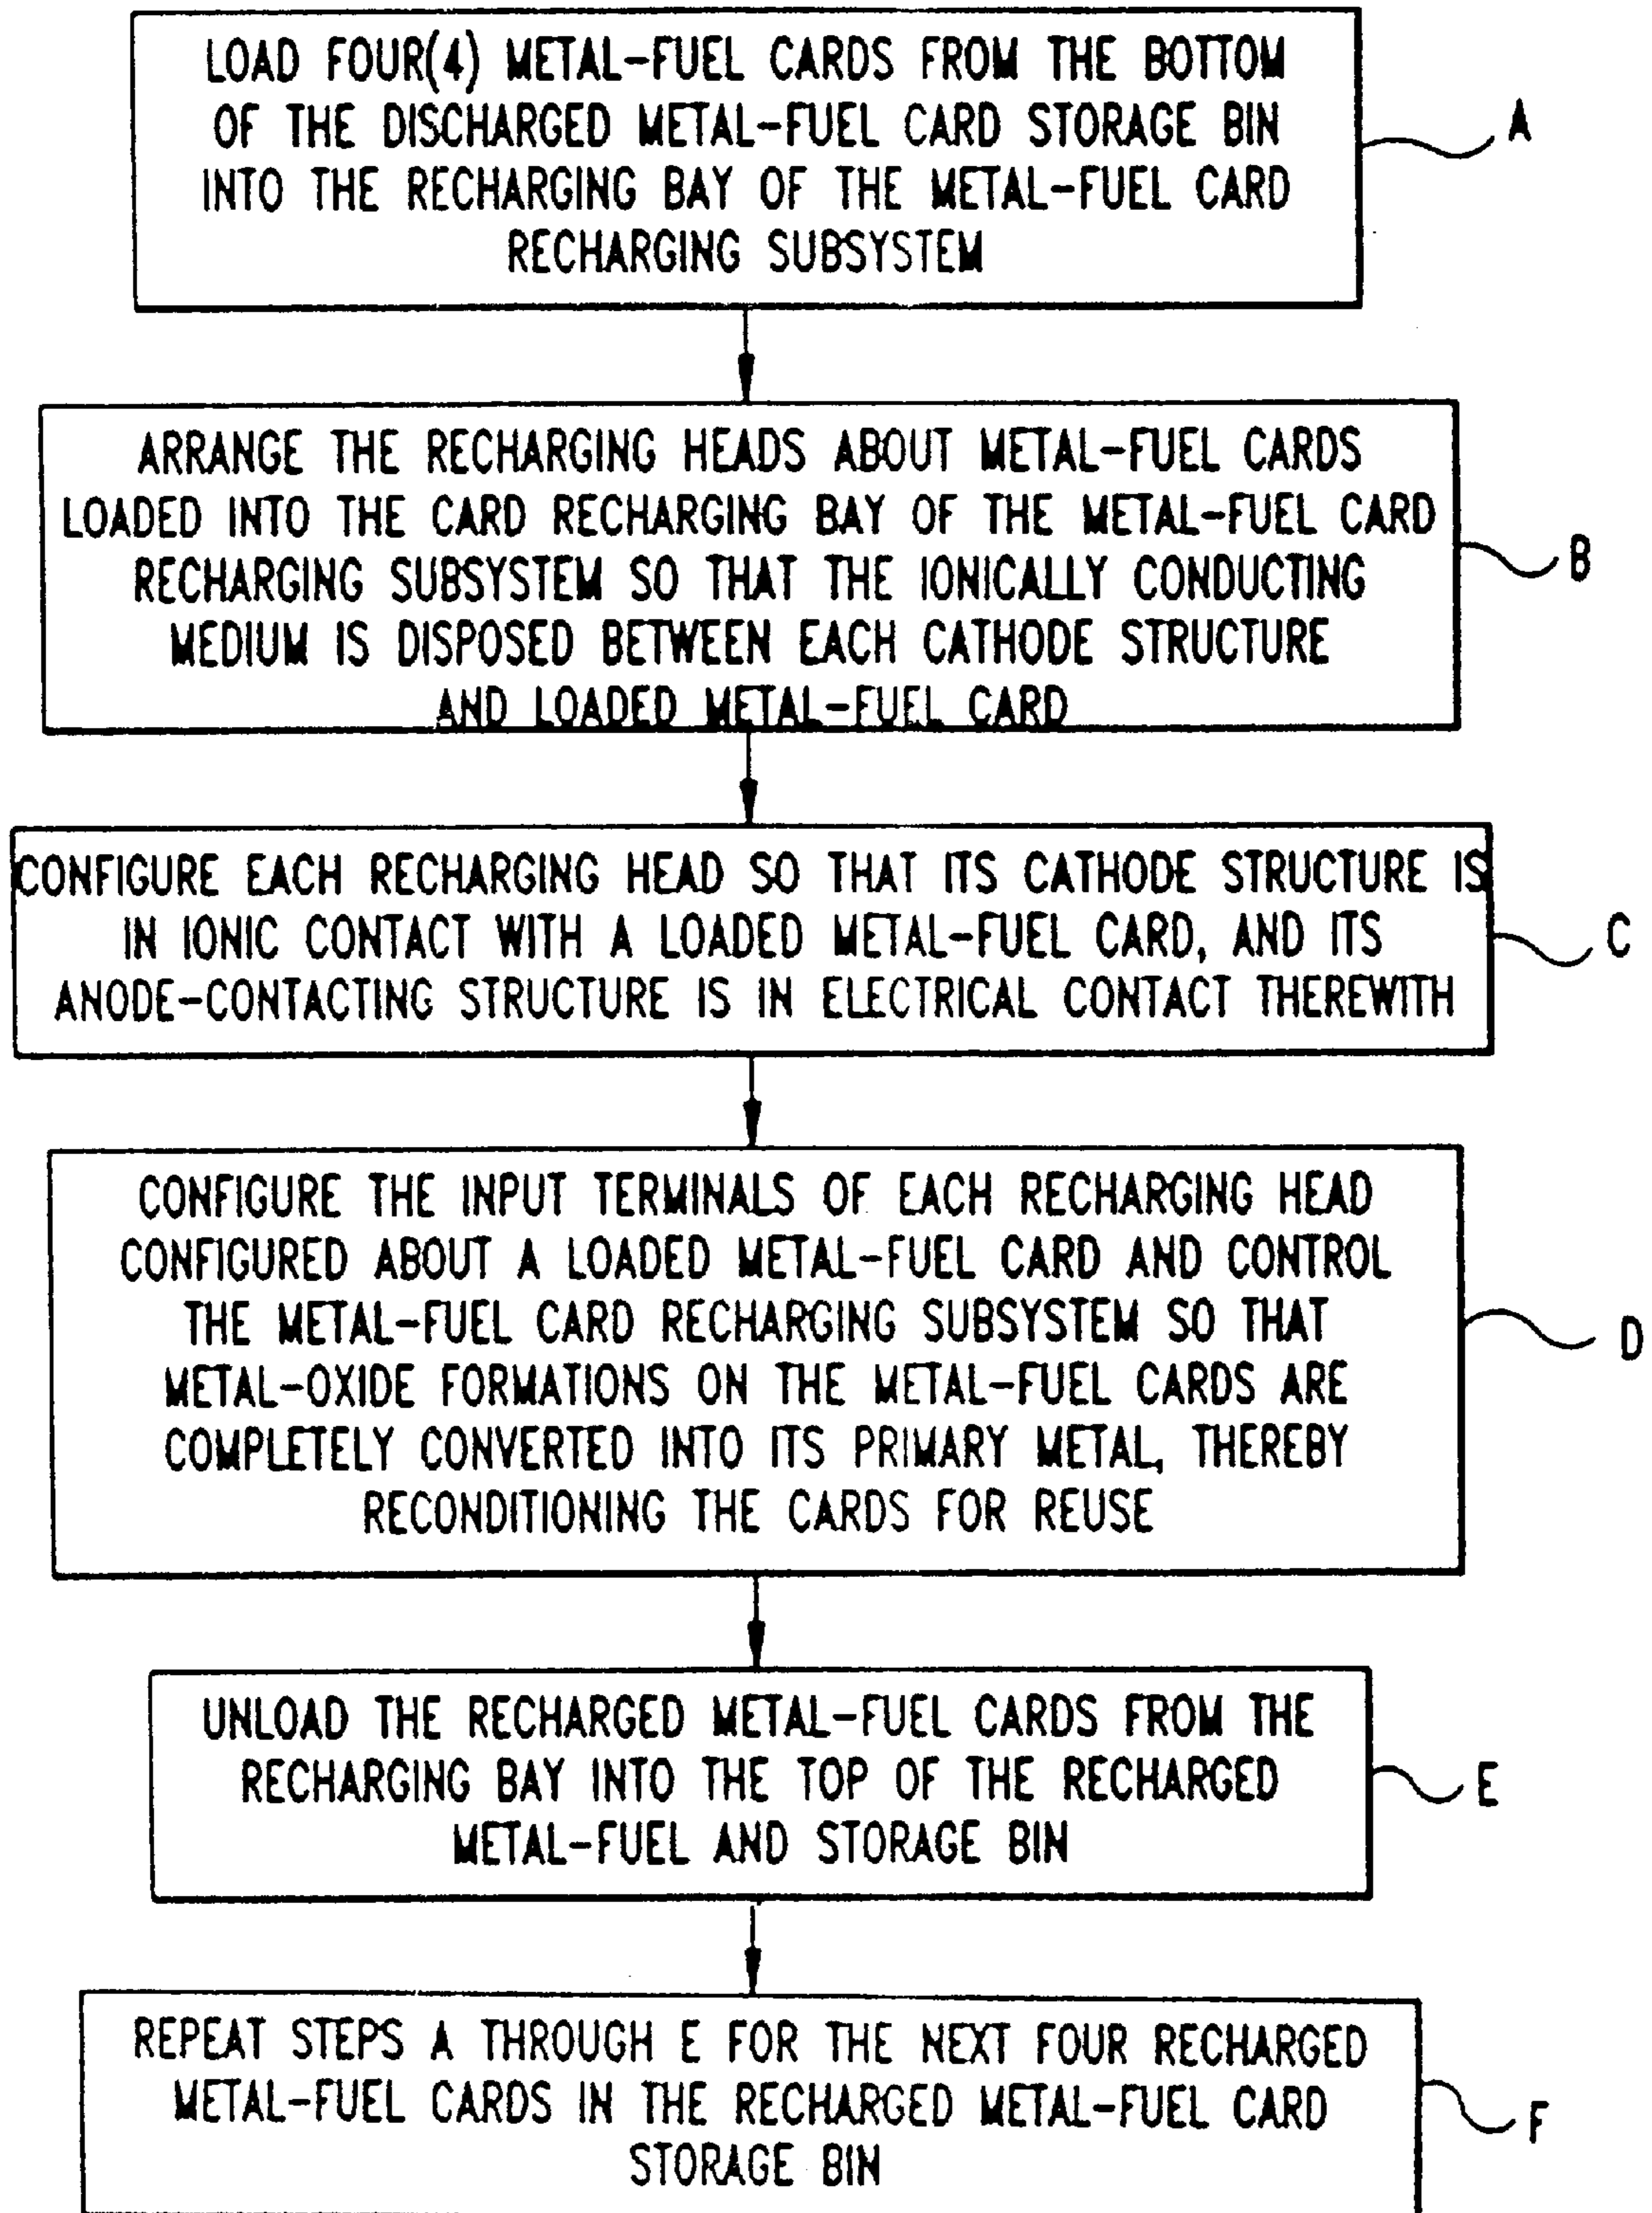 LOAD FOUR(4) METAL-FUEL CARDS FROM THE BOTTOM
OF THE DISCHARGED METAL-FUEL CARD STORAGE BIN
INTO THE RECHARGING BAY OF THE METAL-FUEL CARD
RECHARGING SUBSYSTEM
A
ARRANGE THE RECHARGING HEADS ABOUT METAL-FUEL CARDS
LOADED INTO THE CARD RECHARGING BAY OF THE METAL-FUEL CARD
RECHARGING SUBSYSTEM SO THAT THE IONICALLY CONDUCTING
MEDIUM IS DISPOSED BETWEEN EACH CATHODE STRUCTURE
AND LOADED METAL-FUEL CARD
B
CONFIGURE EACH RECHARGING HEAD SO THAT ITS CATHODE STRUCTURE IS
IN IONIC CONTACT WITH A LOADED METAL-FUEL CARD, AND ITS
ANODE-CONTACTING STRUCTURE IS IN ELECTRICAL CONTACT THEREWITH
C
CONFIGURE THE INPUT TERMINALS OF EACH RECHARGING HEAD
CONFIGURED ABOUT A LOADED METAL-FUEL CARD AND CONTROL
THE METAL-FUEL CARD RECHARGING SUBSYSTEM SO THAT
METAL-OXIDE FORMATIONS ON THE METAL-FUEL CARDS ARE
COMPLETELY CONVERTED INTO ITS PRIMARY METAL, THEREBY
RECONDITIONING THE CARDS FOR REUSE
D
UNLOAD THE RECHARGED METAL-FUEL CARDS FROM THE
RECHARGING BAY INTO THE TOP OF THE RECHARGED
METAL-FUEL AND STORAGE BIN
E
REPEAT STEPS A THROUGH E FOR THE NEXT FOUR RECHARGED
METAL-FUEL CARDS IN THE RECHARGED METAL-FUEL CARD
STORAGE BIN
F